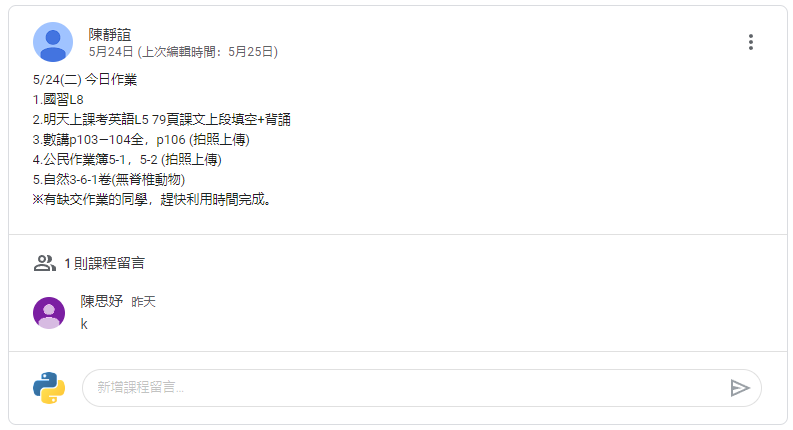 陳靜誼
5月24日 (上次編輯時間：5月25日)
5/24(二) 今日作業
1.國習L8
2.明天上課考英語L5 79頁課文上段填空+背誦
3.數講p103—104全，p106 (拍照上傳)
4.公民作業簿5-1，5-2 (拍照上傳)
5.自然3-6-1卷(無脊椎動物)
※有缺交作業的同學，趕快利用時間完成。
1 則課程留言
陳思妤 昨天
k
新增課程留言...